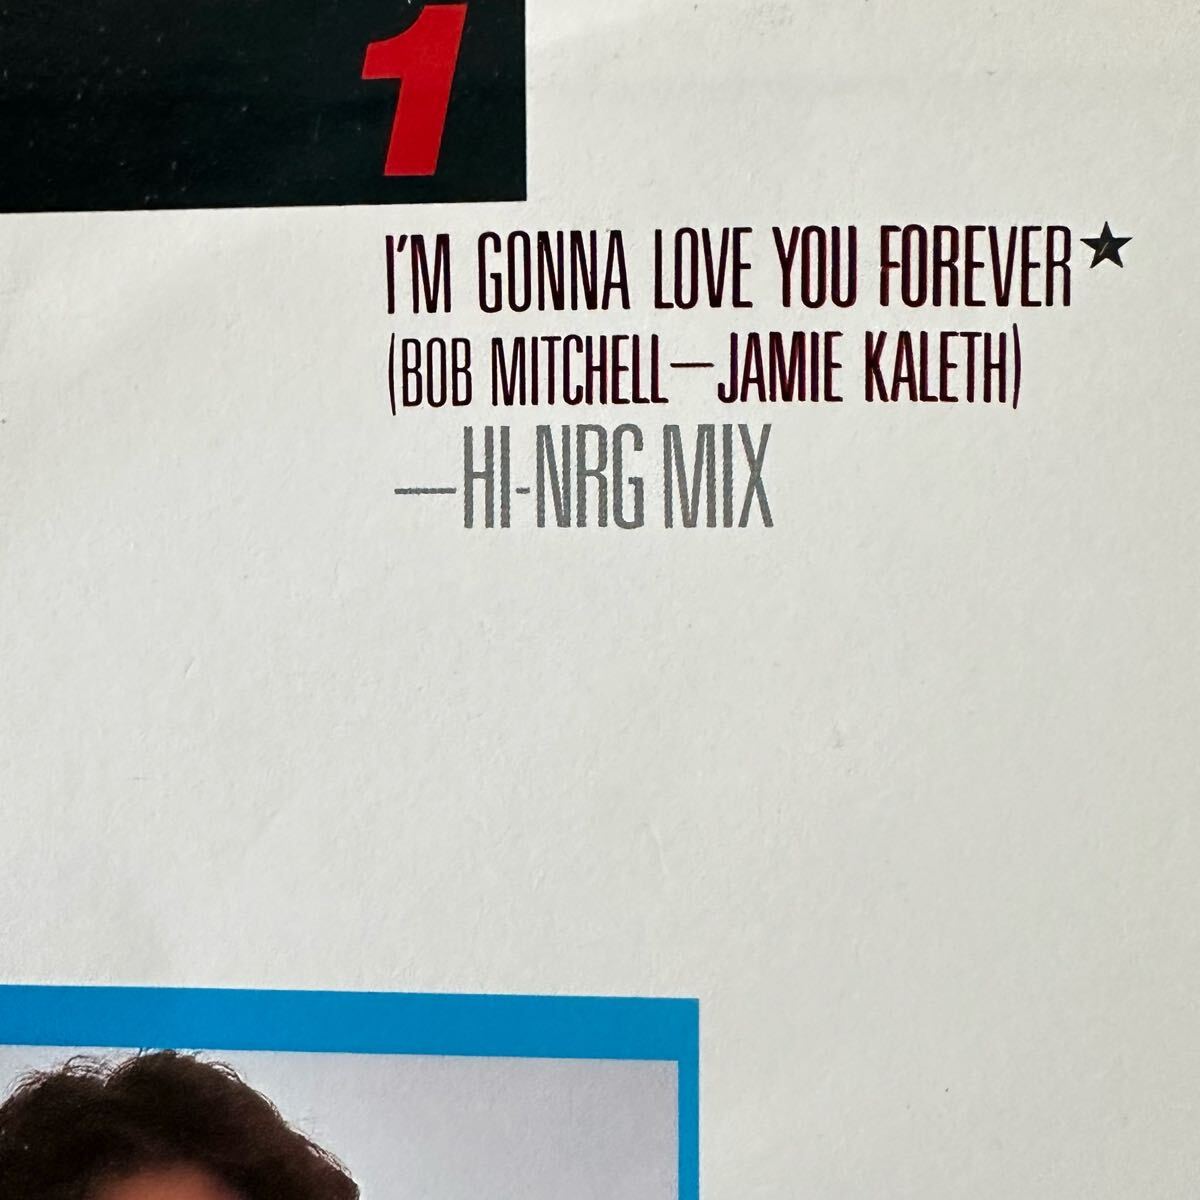 1
I'M GONNA LOVE YOU FOREVER★
(BOB MITCHELL—JAMIE KALETH)
—HI-NRG MIX